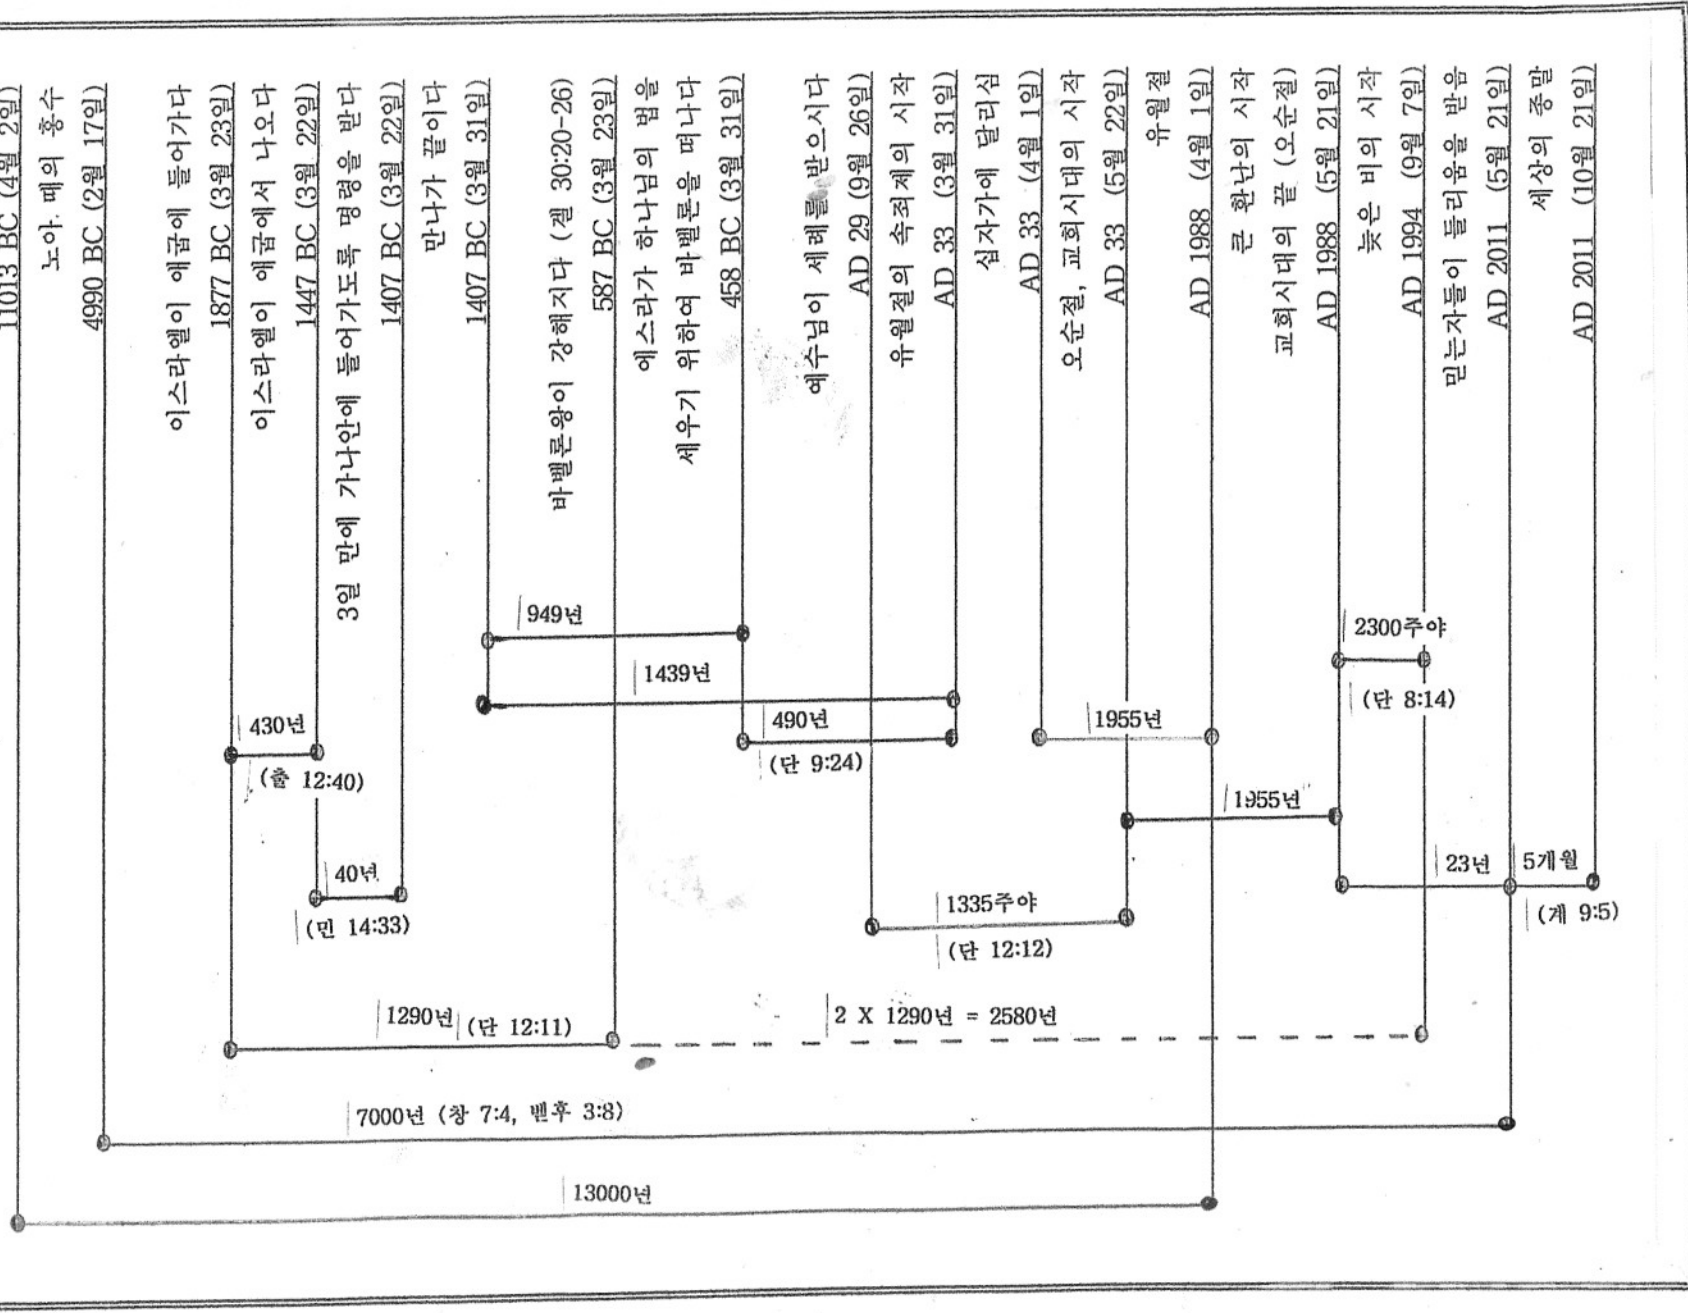 11013 BC (4월 2일)
노아 때의 홍수
4990 BC (2월 17일)
이스라엘이 애굽에 들어가다
1877 BC (3월 23일)
이스라엘이 애굽에서 나오다
1447 BC (3월 22일)
3일 만에 가나안에 들어가도록 명령을 받다
1407 BC (3월 22일)
만나가 끝이다
1407 BC (3월 31일)
바벨론왕이 강해지다 (겔 30:20-26)
587 BC (3월 23일)
에스라가 하나님의 법을
세우기 위하여 바벨론을 떠나다
458 BC (3월 31일)
예수님이 세례를 받으시다
AD 29 (9월 26일)
유월절의 속죄제의 시작
AD 33 (3월 31일)
십자가에 달리심
AD 33 (4월 1일)
오순절, 교회시대의 시작
AD 33 (5월 22일)
유월절
AD 1988 (4월 1일)
큰 환난의 시작
교회시대의 끝 (오순절)
AD 1988 (5월 21일)
늦은 비의 시작
AD 1994 (9월 7일)
믿는자들이 들리움을 받음
AD 2011 (5월 21일)
세상의 종말
AD 2011 (10월 21일)
949년
2300주야
1439년
(단 8:14)
430년
490년
1955년
(출 12:40)
(단 9:24)
1955년
40년
23년
5개월
(민 14:33)
1335주야
(계 9:5)
(단 12:12)
1290년 (단 12:11)
2 X 1290년 = 2580년
7000년 (창 7:4, 벧후 3:8)
13000년